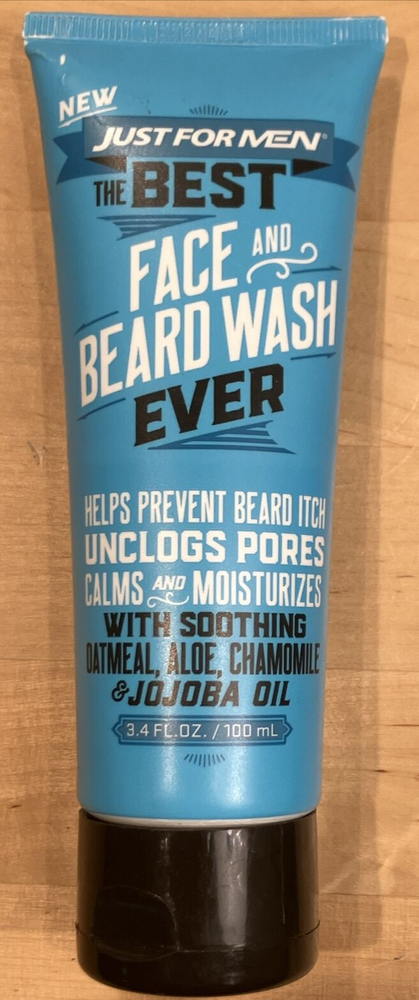 NEW
JUST FOR MEN®
THE BEST
FACE AND
BEARD WASH
EVER
HELPS PREVENT BEARD ITCH
UNCLOGS PORES
CALMS AND MOISTURIZES
WITH SOOTHING
OATMEAL, ALOE, CHAMOMILE
& JOJOBA OIL
3.4 FL.OZ. / 100 mL